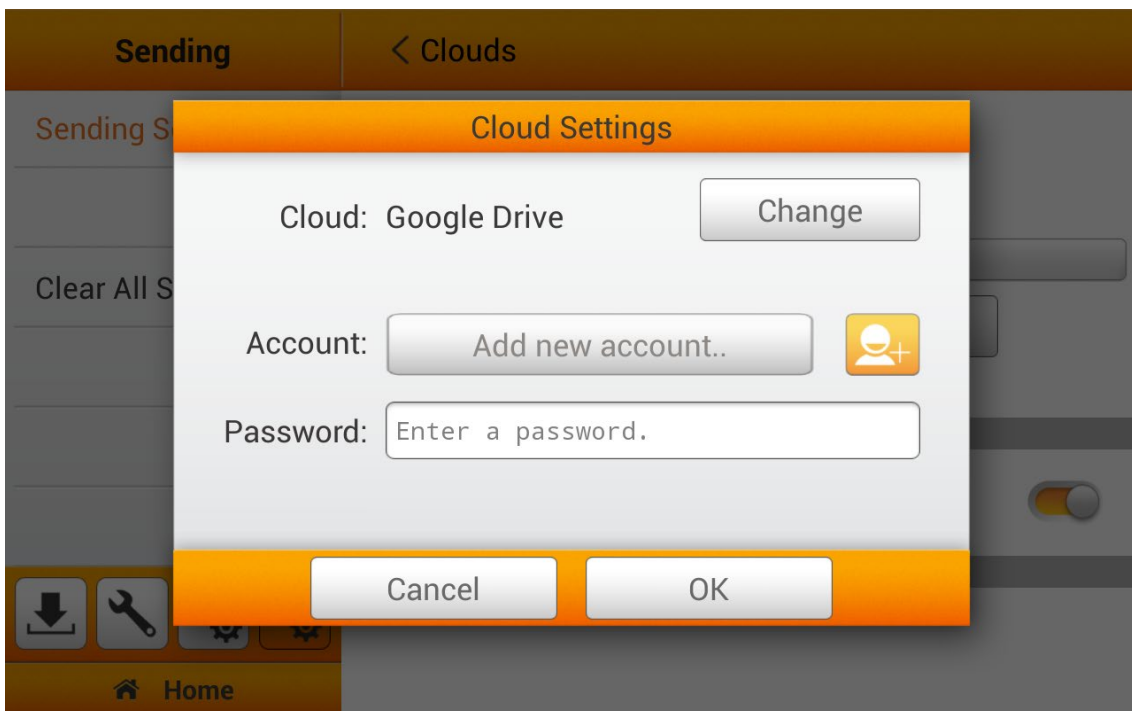 Sending
< Clouds
Sending S
Cloud Settings
Cloud: Google Drive
Change
Clear All S
Account:
Add new account..
Password:
Enter a password.
Cancel
OK
Home